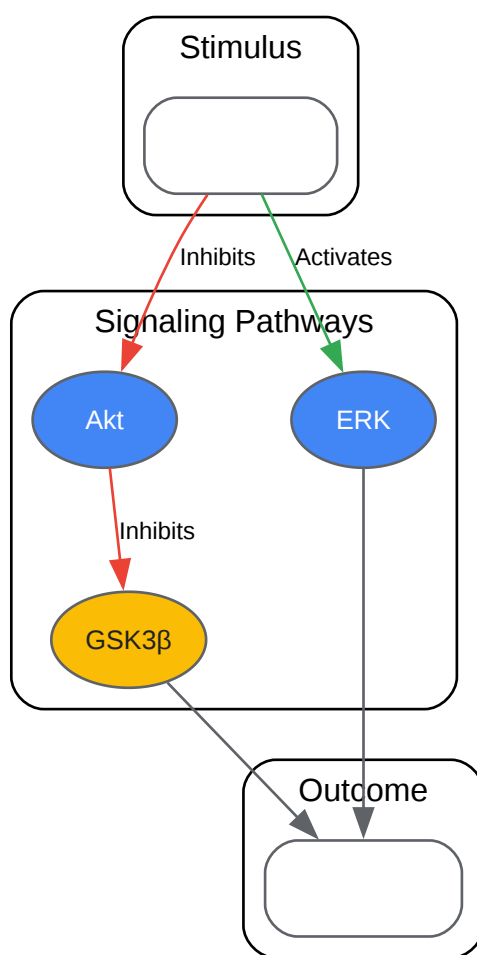 Stimulus
Inhibits
Activates
Signaling Pathways
Akt
ERK
Inhibits
GSK3β
Outcome